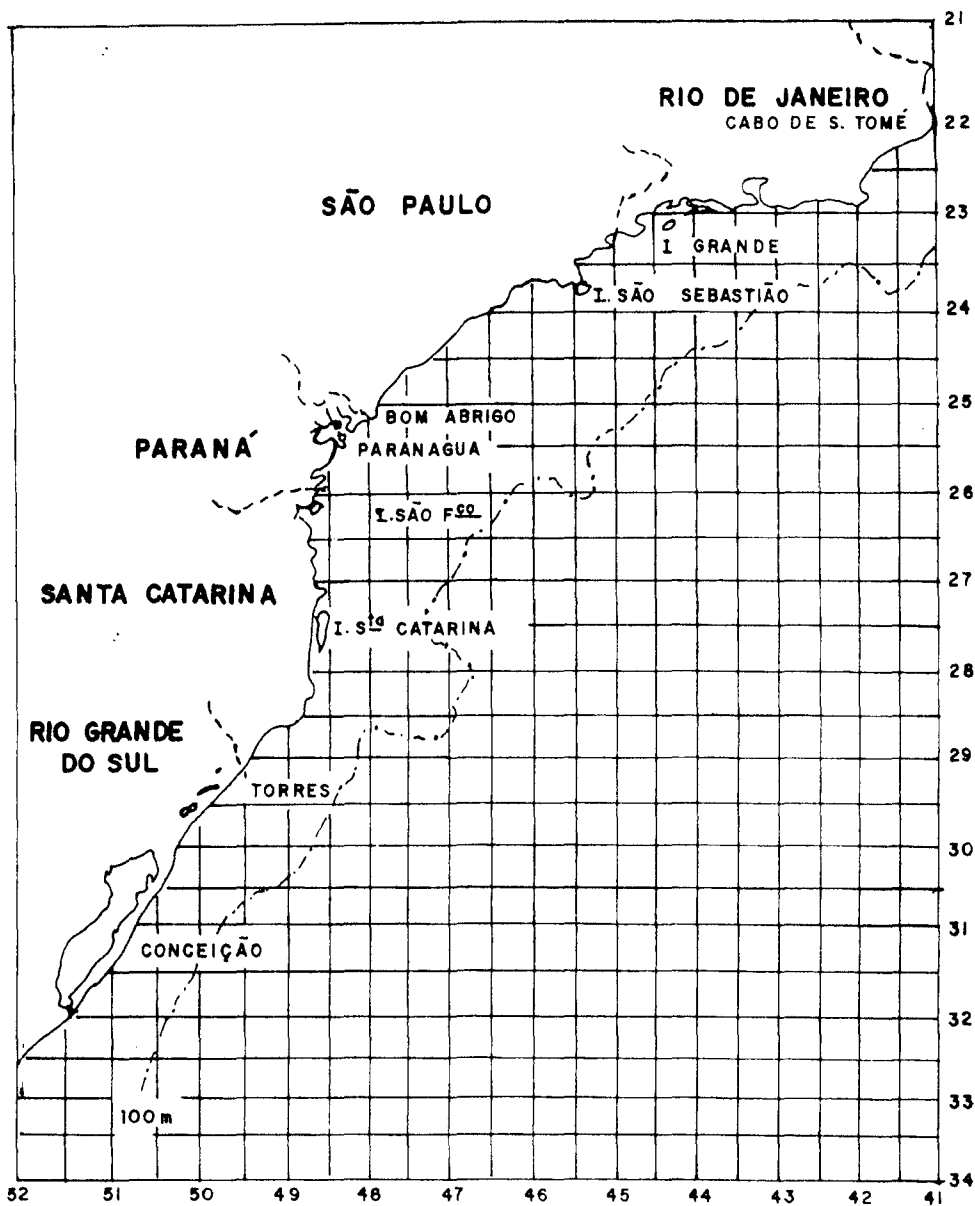 21
RIO DE JANEIRO
CABO DE S. TOMÉ
22
SÃO PAULO
23
I GRANDE
I. SÃO SEBASTIÃO
24
25
BOM ABRIGO
PARANÁ
PARANAGUA
26
I. SÃO Fco
27
SANTA CATARINA
I. Sta CATARINA
28
RIO GRANDE
DO SUL
29
TORRES
30
31
CONCEIÇÃO
32
33
100 m
34
52 51 50 49 48 47 46 45 44 43 42 41